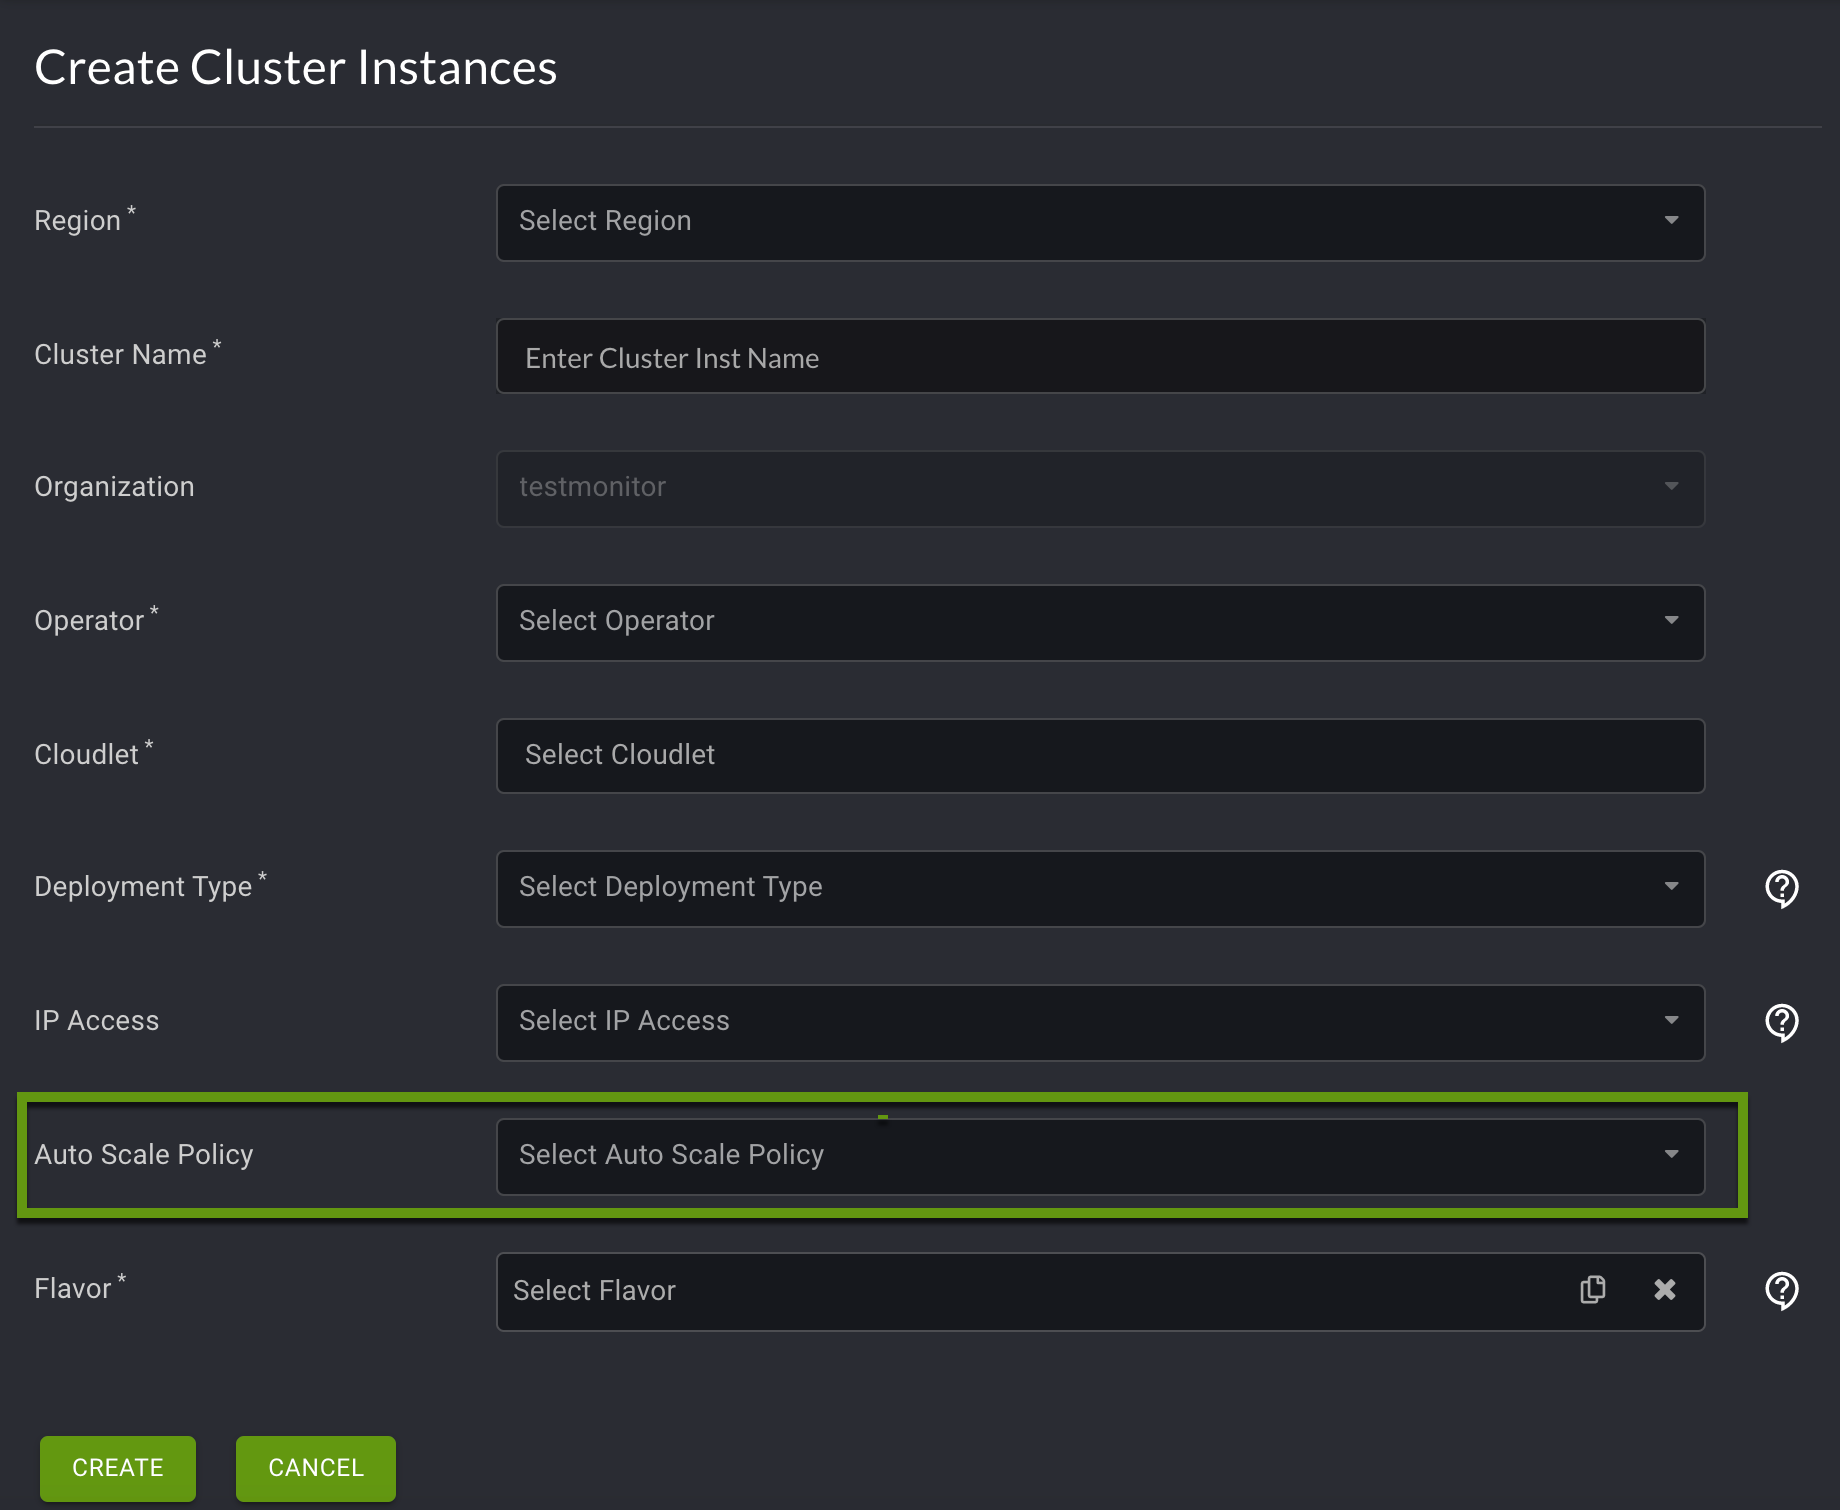 Create Cluster Instances
Region * Select Region
Cluster Name * Enter Cluster Inst Name
Organization testmonitor
Operator * Select Operator
Cloudlet * Select Cloudlet
Deployment Type * Select Deployment Type
IP Access Select IP Access
Auto Scale Policy Select Auto Scale Policy
Flavor * Select Flavor
CREATE CANCEL